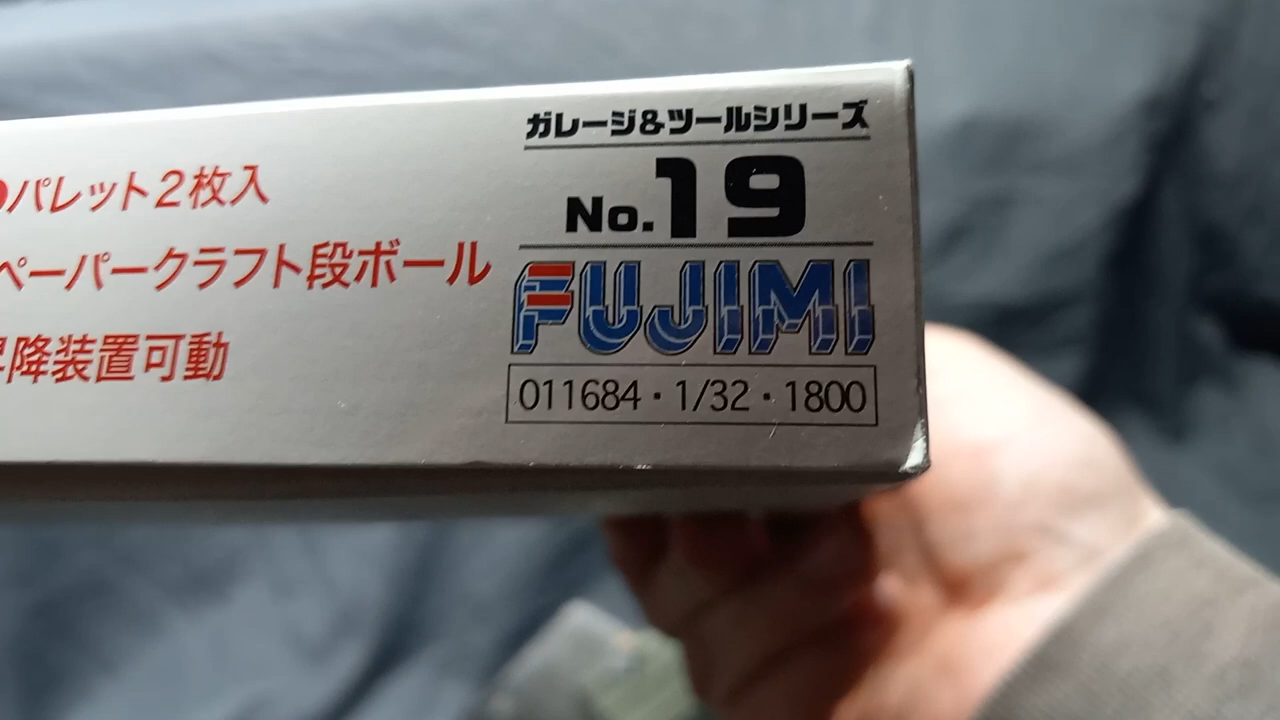 ガレージ&ツールシリーズ
No.19
FUJIMI
011684・1/32・1800
●パレット2枚入
ペーパークラフト段ボール
降装置可動